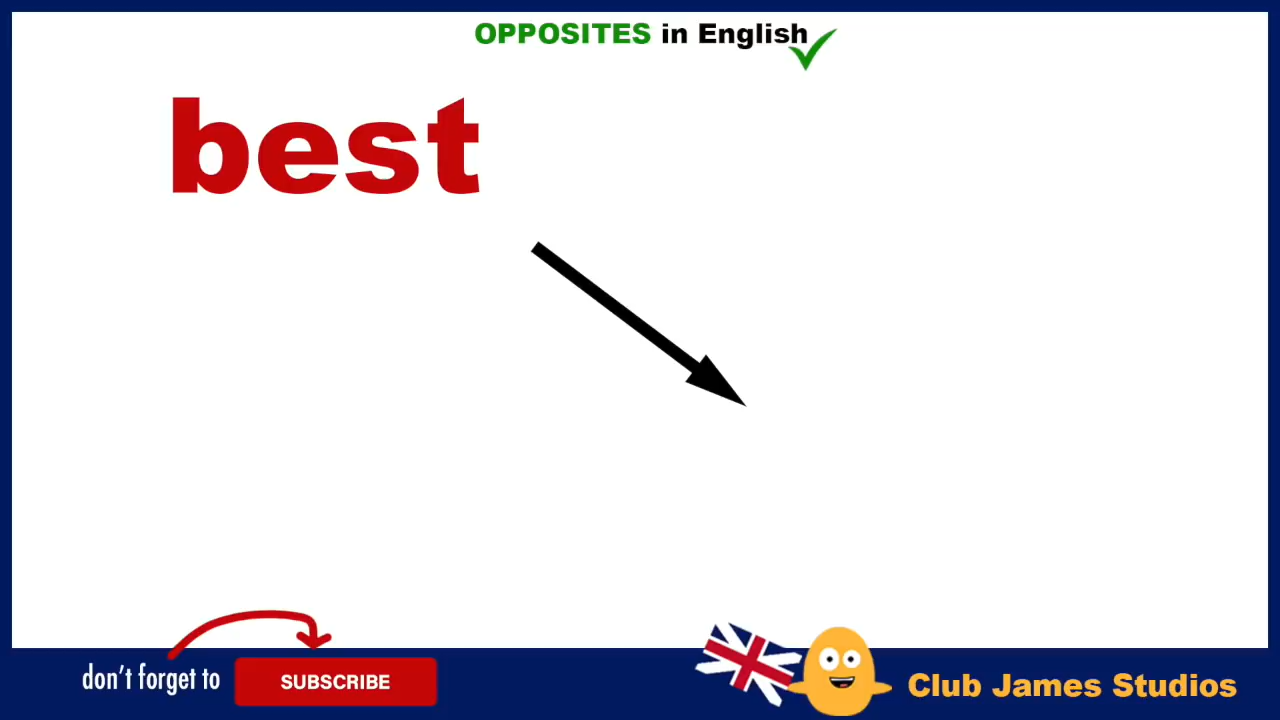 OPPOSITES in English
best
don't forget to
SUBSCRIBE
Club James Studios